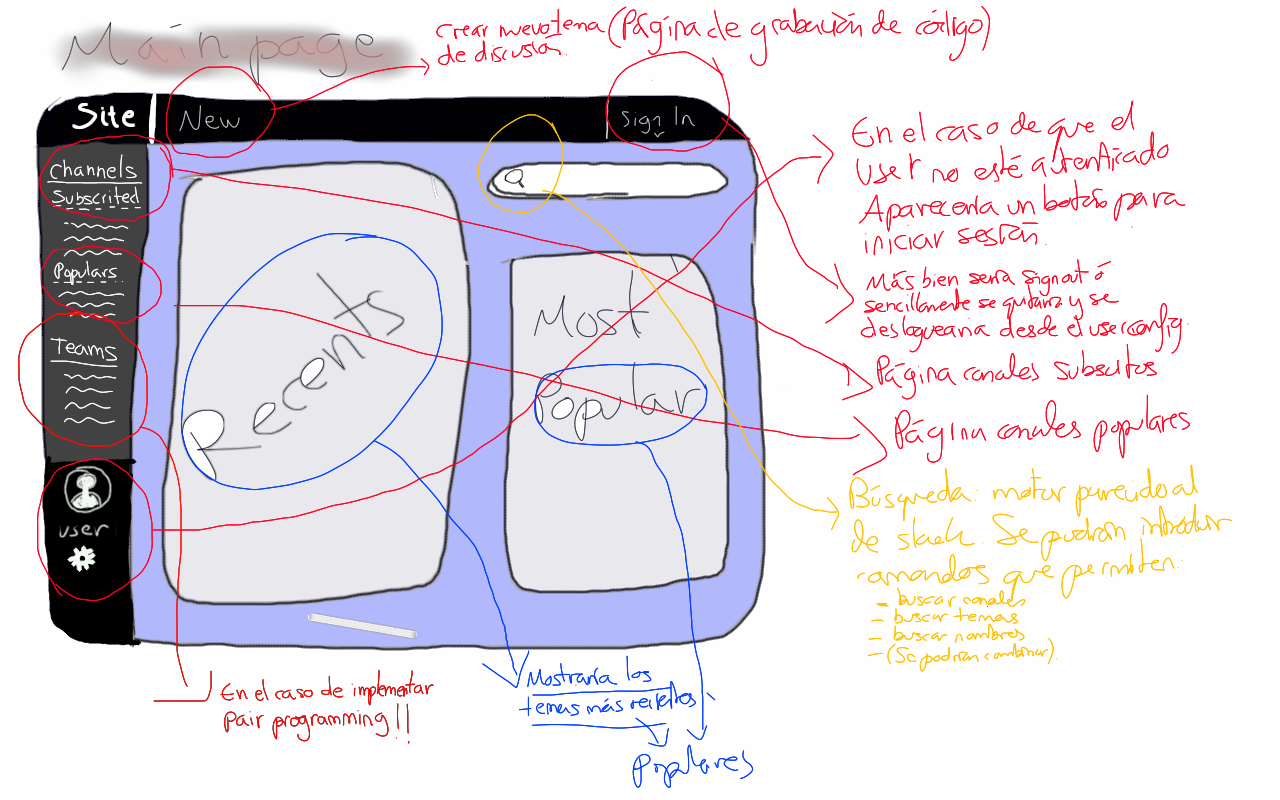 Main page
crear nuevo tema (Página de grabación de código)
de discusión.
Site
New
Sign In
Channels
Subscrited
Populars
Teams
user
Recents
Most
Popular
En el caso de que el
user no esté autentificado
Aparecería un botón para
iniciar sesión.
Más bien sería signout ó
sencillamente se quitaria y se
desloguearia desde el userconfig.
Página canales subscritos
Página canales populares
Búsqueda: motor parecido al
de slack. Se podrán introducir
comandos que permiten:
- buscar canales
- buscar temas
- buscar nombres
- (Se podrían combinar).
En el caso de implementar
pair programming!!
Mostraría los
temas más recientes
Populares